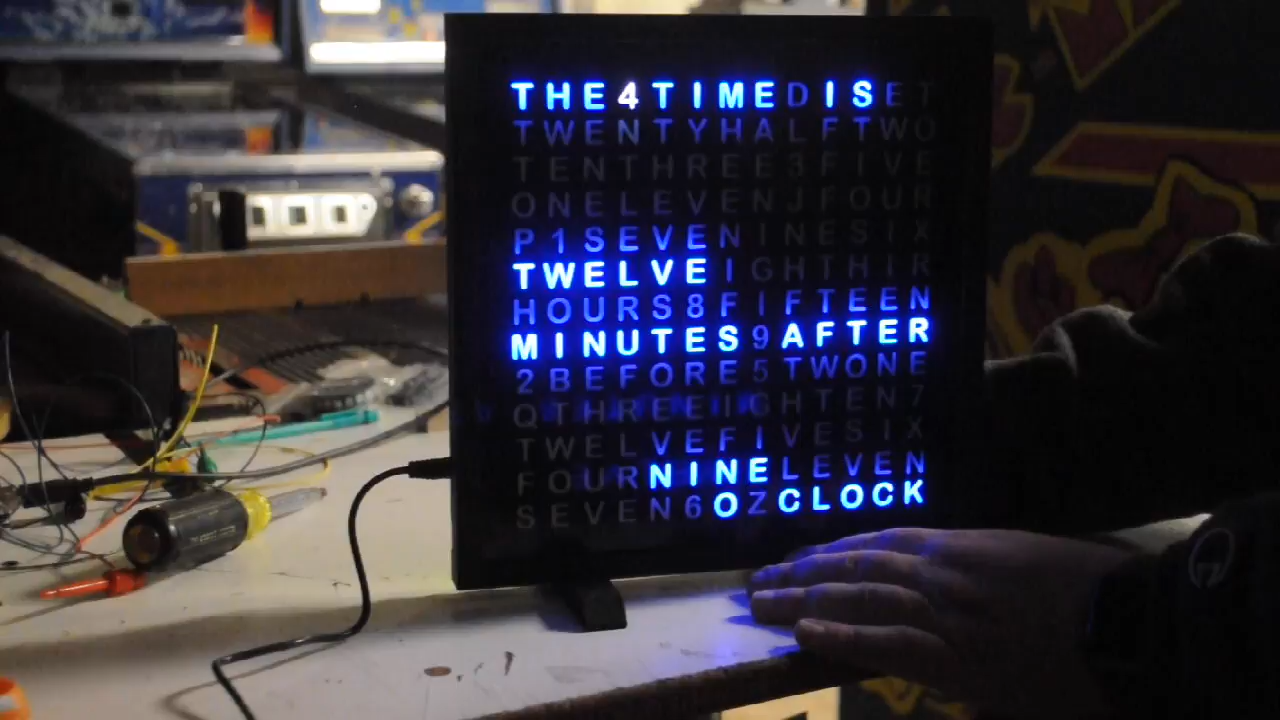 THE4TIMEDISET
TWENTYHALFTWO
TENTHREE3FIVE
ONELEVENJFOUR
P1SEVENINESIX
TWELVEIGHTHIR
HOURS8FIFTEEN
MINUTES9AFTER
2BEFORE5TWONE
QTHREEIGHTEN7
TWELVEFIVESIX
FOURNINELEVEN
SEVEN6OZCLOCK